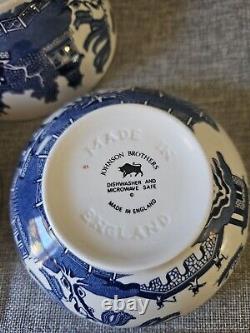 MADE IN
JOHNSON BROTHERS
DISHWASHER AND
MICROWAVE SAFE
©
MADE IN ENGLAND
ENGLAND